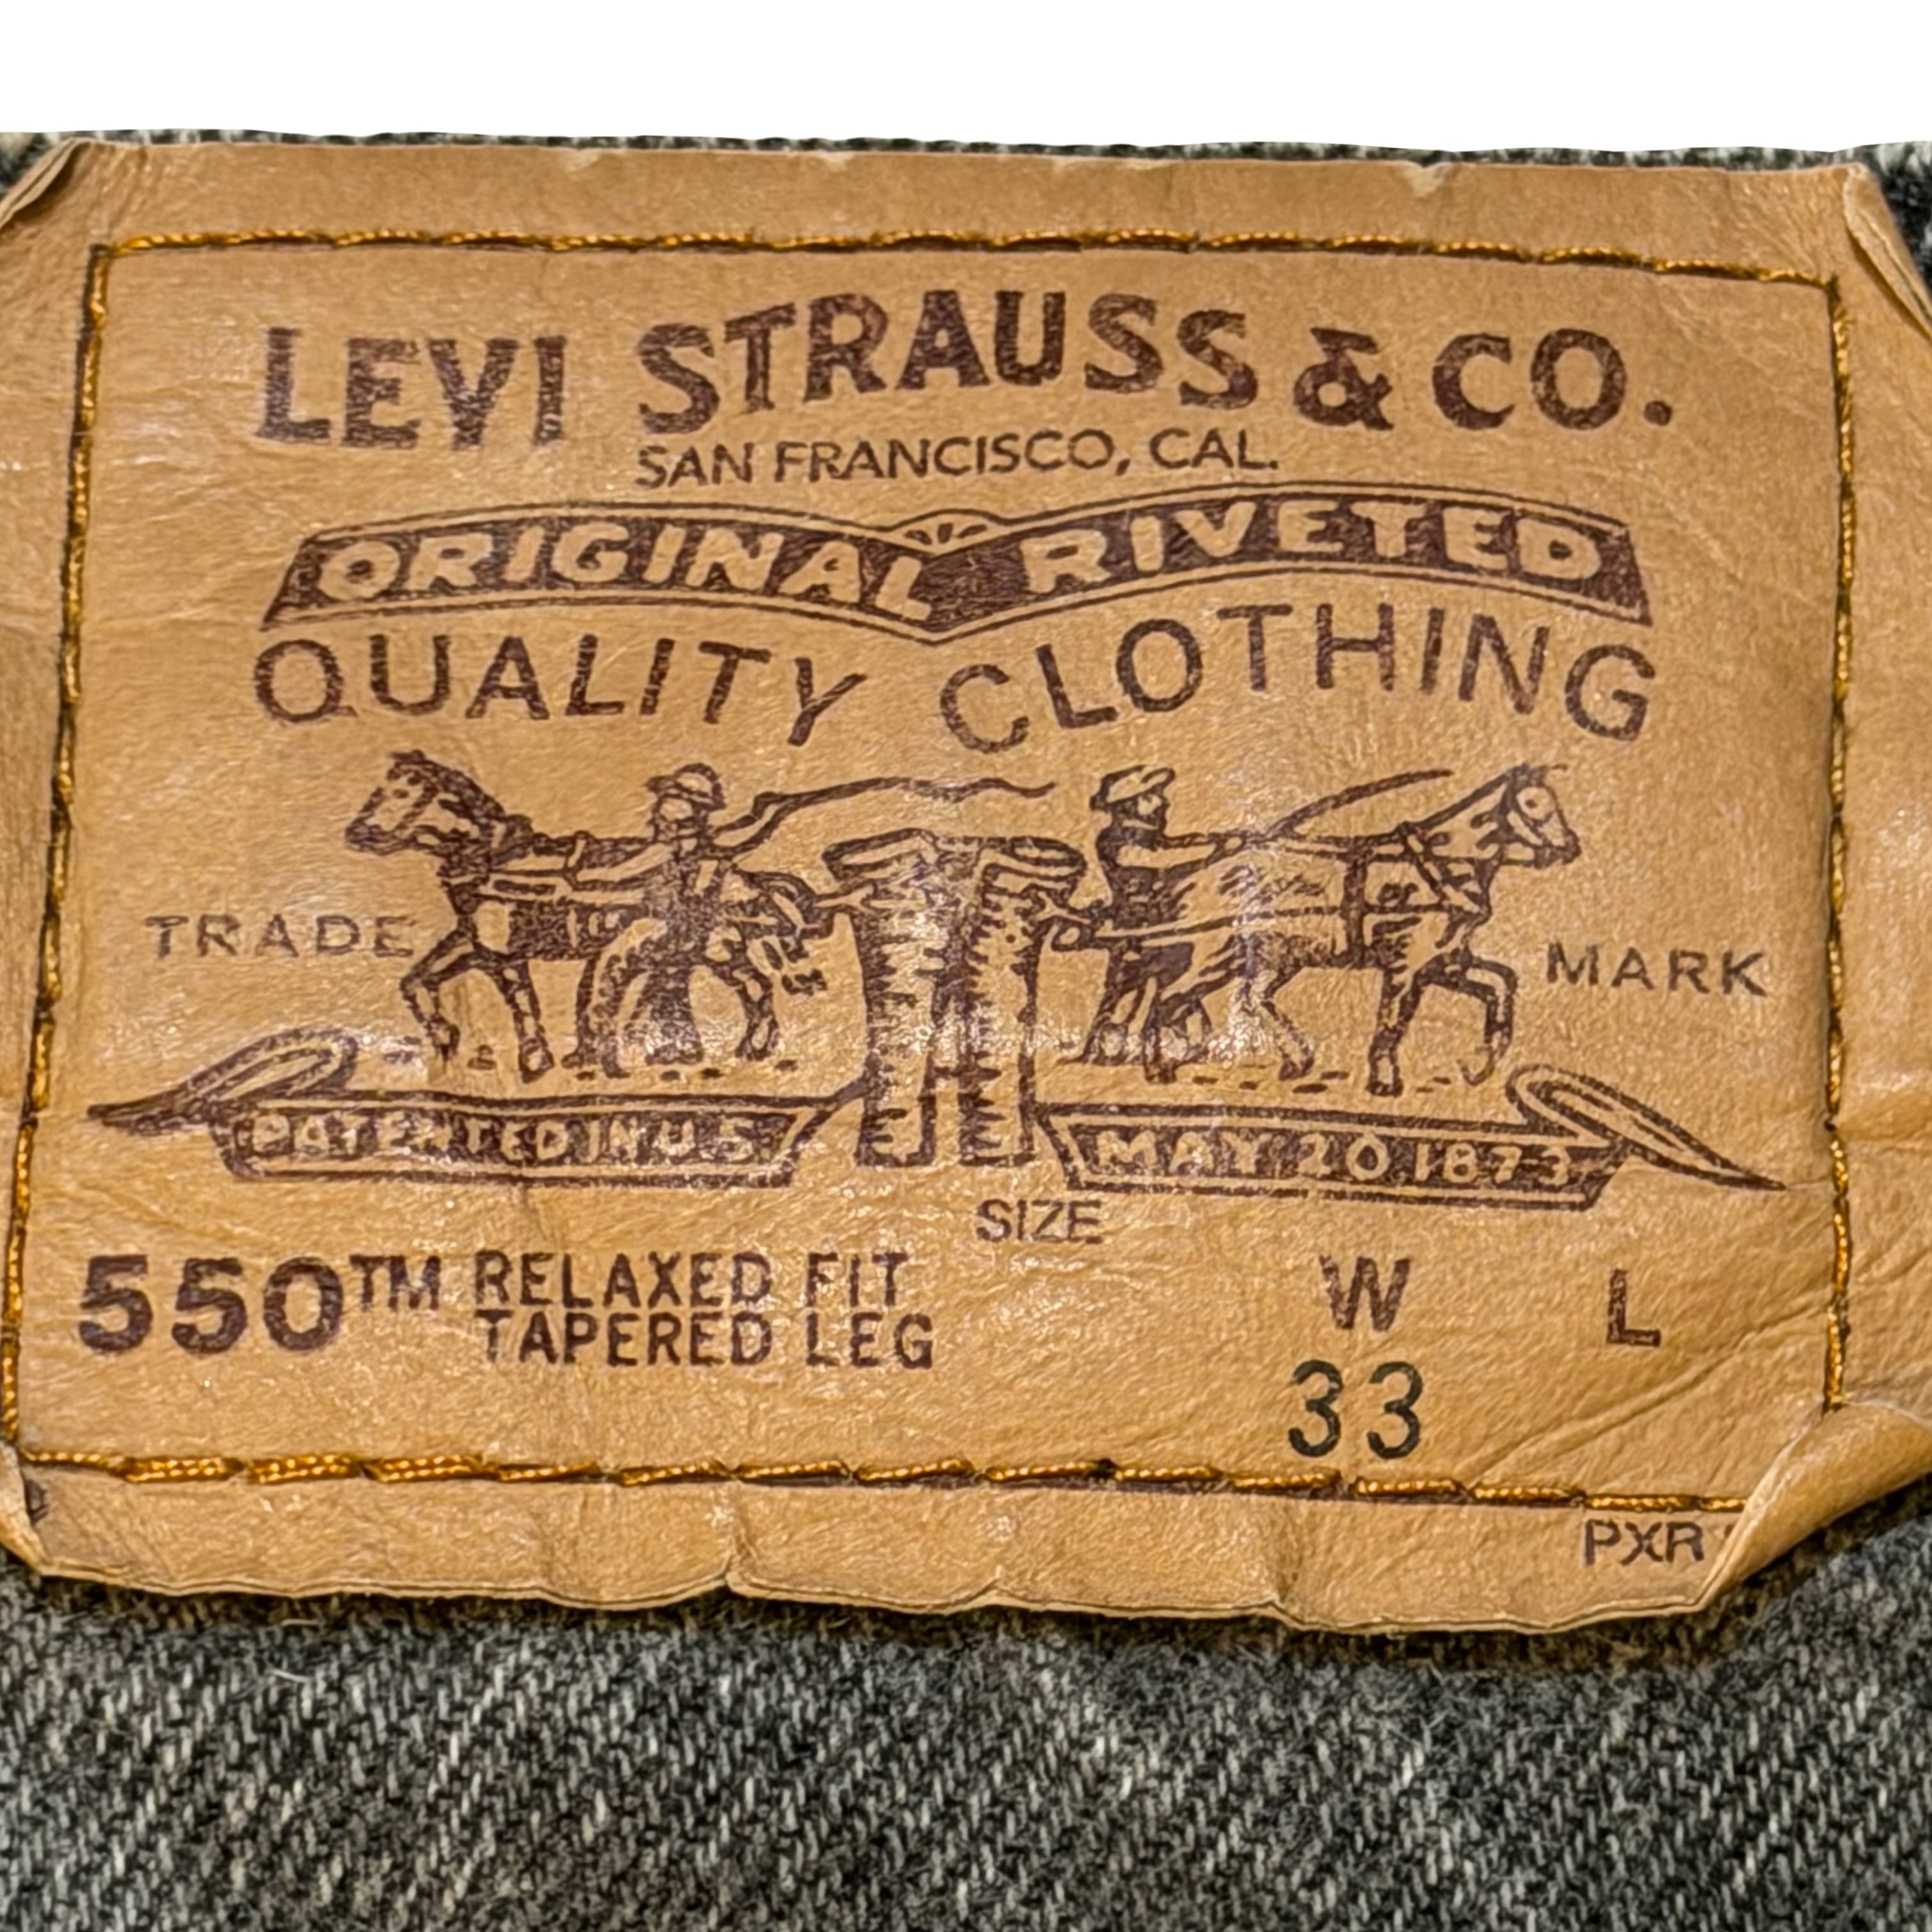 LEVI STRAUSS & CO.
SAN FRANCISCO, CAL.
ORIGINAL RIVETED
QUALITY CLOTHING
TRADE MARK
PATENTED IN U.S. MAY 20 1873
SIZE
550™ RELAXED FIT W L
TAPERED LEG
33
PXR